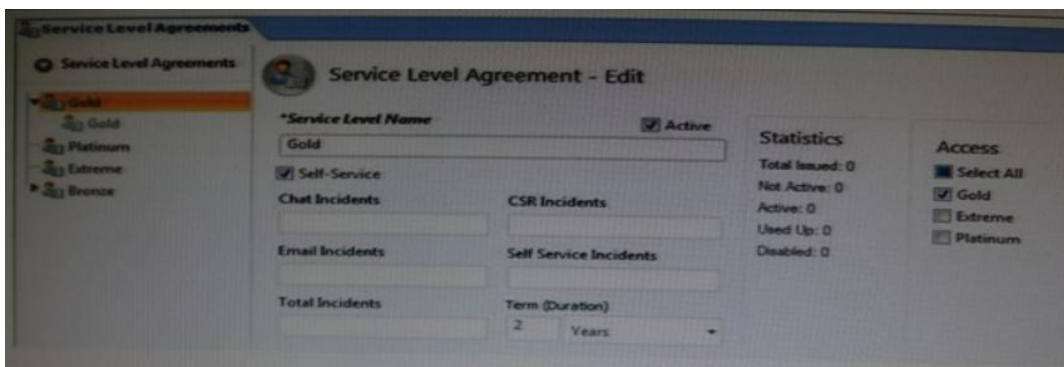 Service Level Agreements
Service Level Agreements
Gold
Gold
Platinum
Extreme
Bronze
Service Level Agreement - Edit
*Service Level Name
Active
Gold
Self-Service
Chat Incidents
CSR Incidents
Email Incidents
Self Service Incidents
Total Incidents
Term (Duration)
2
Years
Statistics
Total Issued: 0
Not Active: 0
Active: 0
Used Up: 0
Disabled: 0
Access
Select All
Gold
Extreme
Platinum